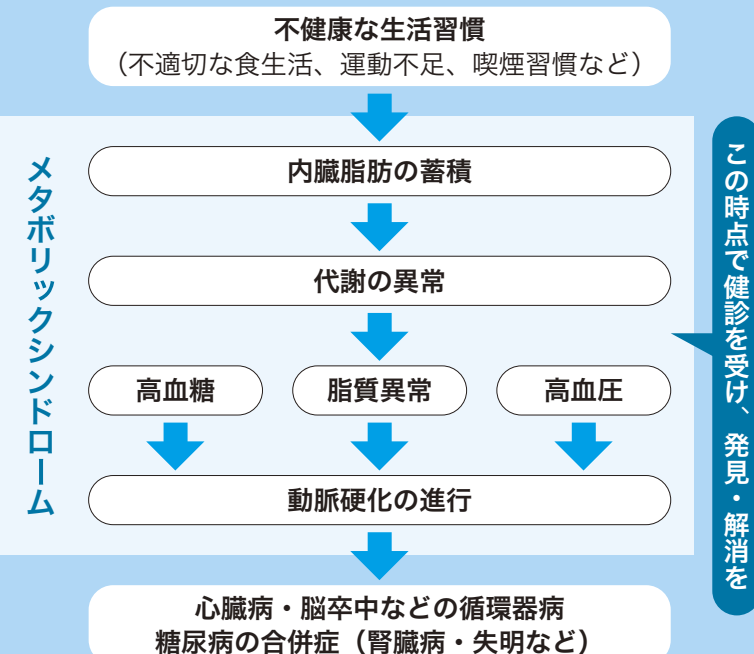 不健康な生活習慣
（不適切な食生活、運動不足、喫煙習慣など）
メタボリックシンドローム
内臓脂肪の蓄積
代謝の異常
高血糖
脂質異常
高血圧
動脈硬化の進行
この時点で健診を受け、発見・解消を
心臓病・脳卒中などの循環器病
糖尿病の合併症（腎臓病・失明など）